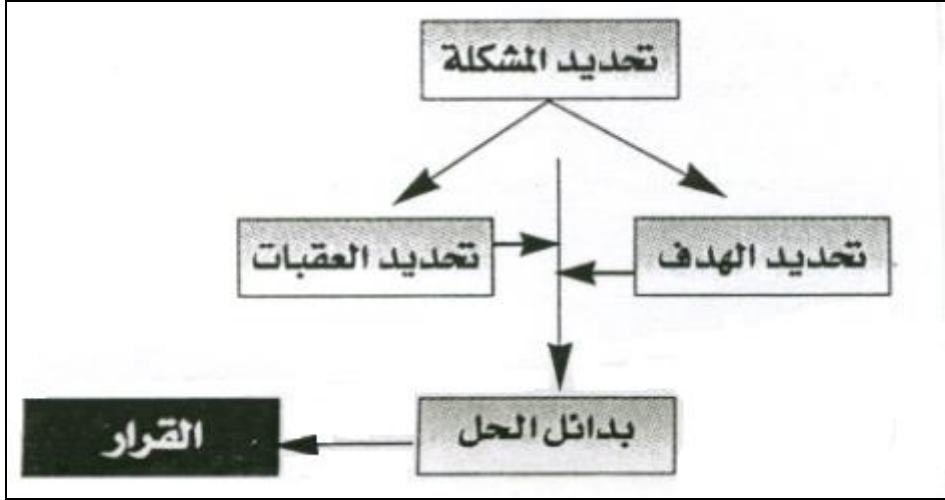 تحديد المشكلة
تحديد الهدف
تحديد العقبات
بدائل الحل
القرار